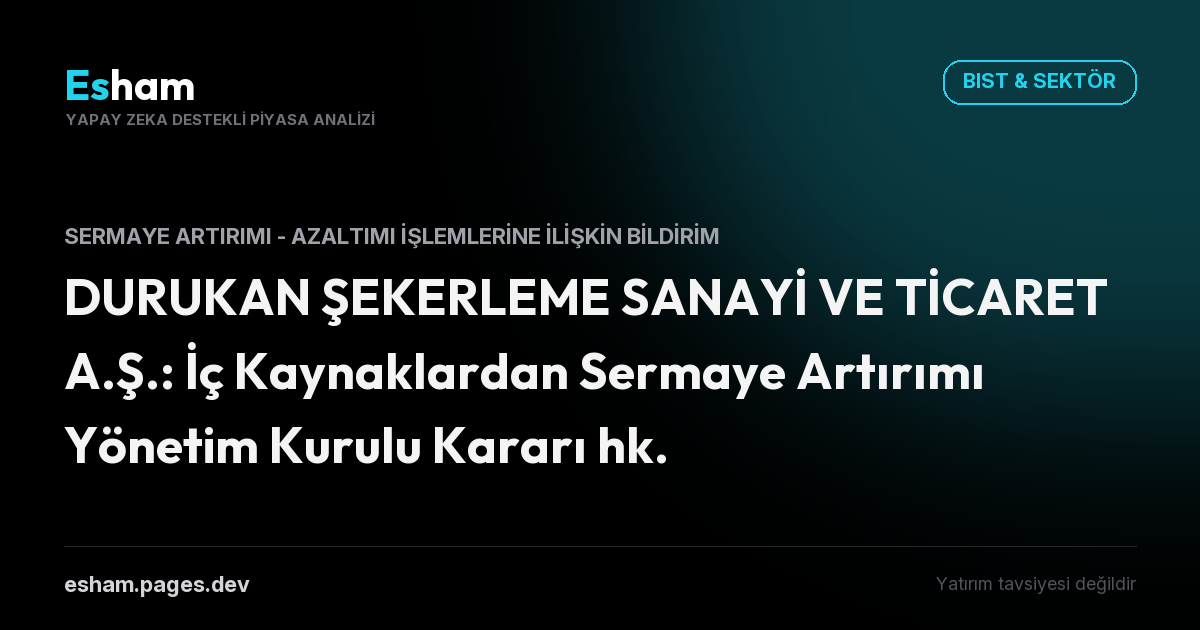 Esham
YAPAY ZEKA DESTEKLİ PİYASA ANALİZİ
BIST & SEKTÖR
SERMAYE ARTIRIMI - AZALTIMI İŞLEMLERİNE İLİŞKİN BİLDİRİM
DURUKAN ŞEKERLEME SANAYİ VE TİCARET
A.Ş.: İç Kaynaklardan Sermaye Artırımı
Yönetim Kurulu Kararı hk.
esham.pages.dev
Yatırım tavsiyesi değildir